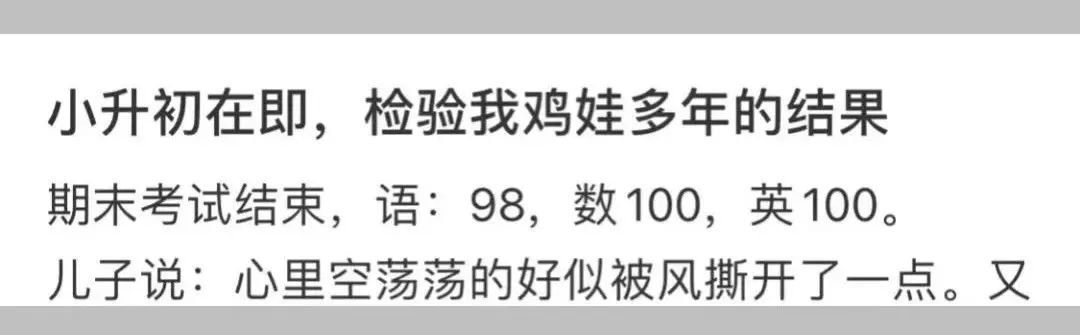 小升初在即，检验我鸡娃多年的结果
期末考试结束，语：98，数100，英100。
儿子说：心里空荡荡的好似被风撕开了一点。又